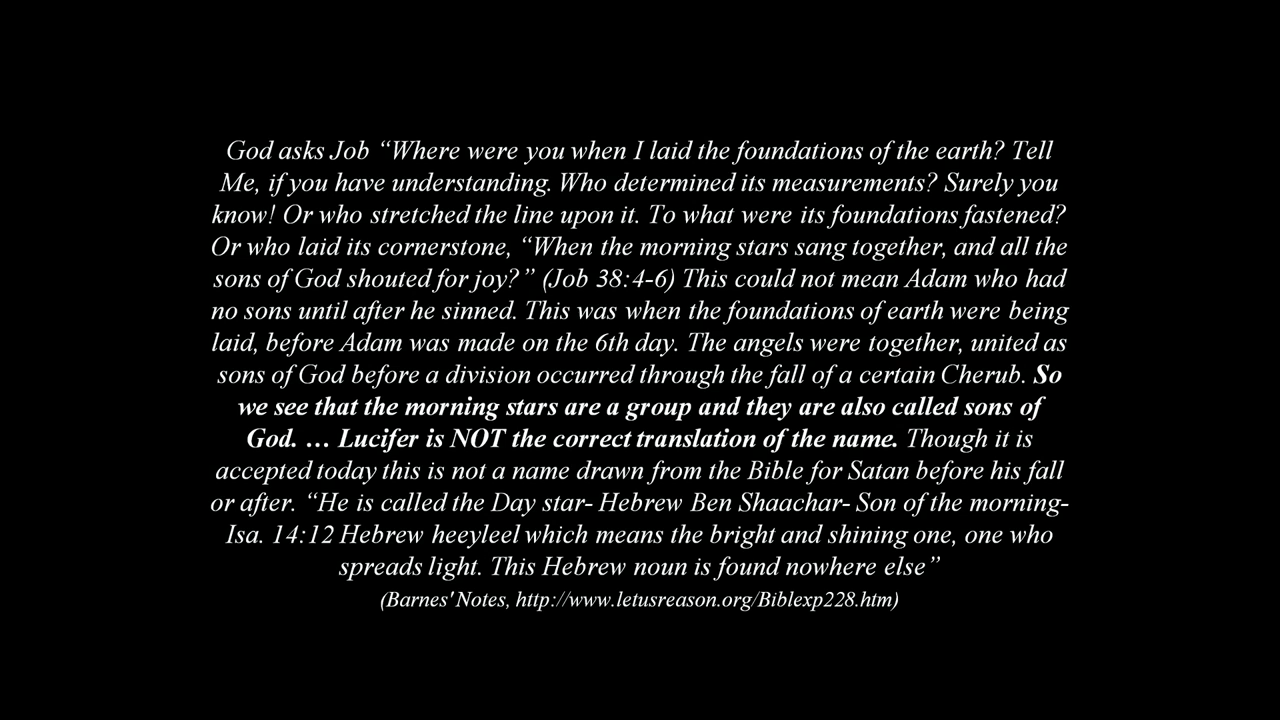 God asks Job “Where were you when I laid the foundations of the earth? Tell
Me, if you have understanding. Who determined its measurements? Surely you
know! Or who stretched the line upon it. To what were its foundations fastened?
Or who laid its cornerstone, “When the morning stars sang together, and all the
sons of God shouted for joy?” (Job 38:4-6) This could not mean Adam who had
no sons until after he sinned. This was when the foundations of earth were being
laid, before Adam was made on the 6th day. The angels were together, united as
sons of God before a division occurred through the fall of a certain Cherub. So
we see that the morning stars are a group and they are also called sons of
God. … Lucifer is NOT the correct translation of the name. Though it is
accepted today this is not a name drawn from the Bible for Satan before his fall
or after. “He is called the Day star- Hebrew Ben Shaachar- Son of the morning-
Isa. 14:12 Hebrew heeyleel which means the bright and shining one, one who
spreads light. This Hebrew noun is found nowhere else”
(Barnes' Notes, http://www.letusreason.org/Biblexp228.htm)